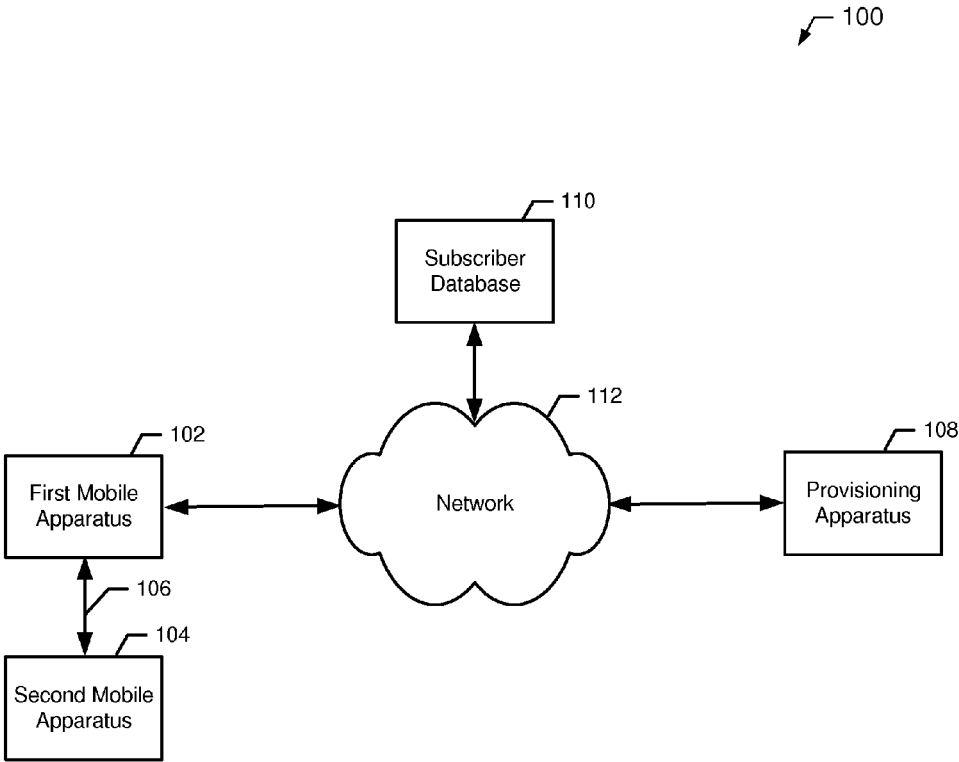 100
110
Subscriber
Database
112
102
108
First Mobile
Apparatus
Network
Provisioning
Apparatus
106
104
Second Mobile
Apparatus